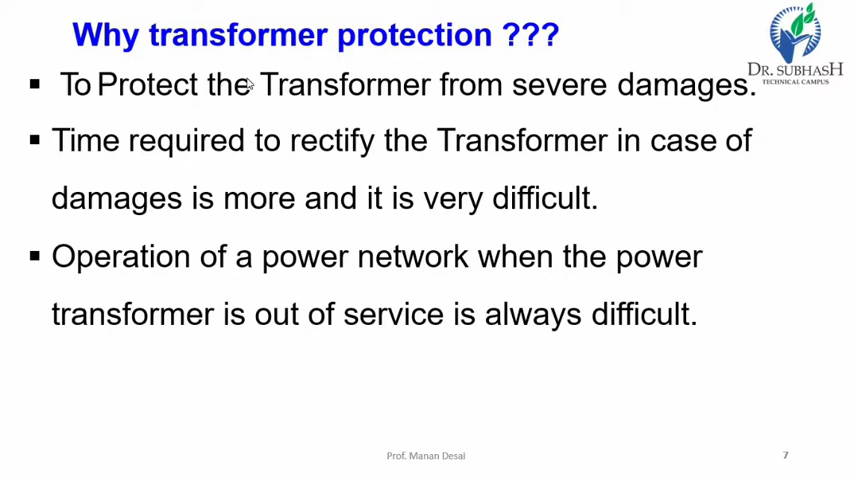 Why transformer protection ???
DR. SUBHASH
TECHNICAL CAMPUS
▪ To Protect the Transformer from severe damages.
▪ Time required to rectify the Transformer in case of
damages is more and it is very difficult.
▪ Operation of a power network when the power
transformer is out of service is always difficult.
Prof. Manan Desai
7